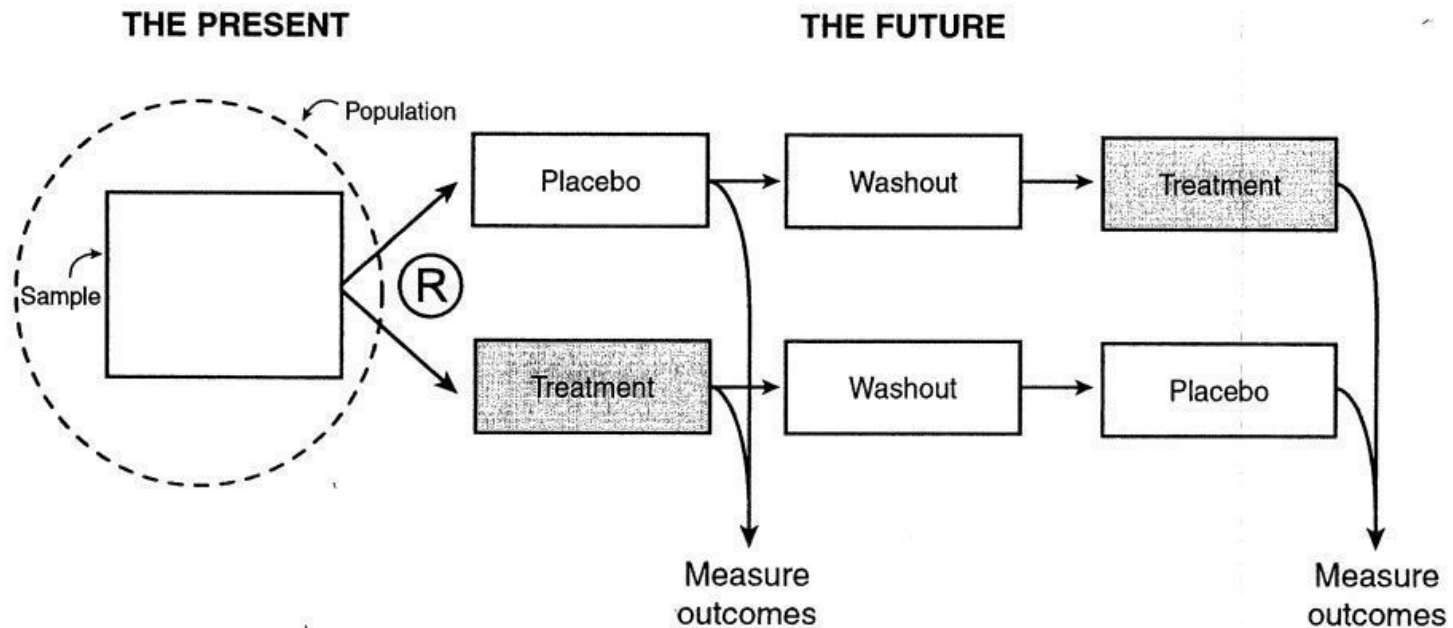 THE PRESENT
THE FUTURE
Population
Sample
R
Placebo
Washout
Treatment
Treatment
Washout
Placebo
Measure
outcomes
Measure
outcomes